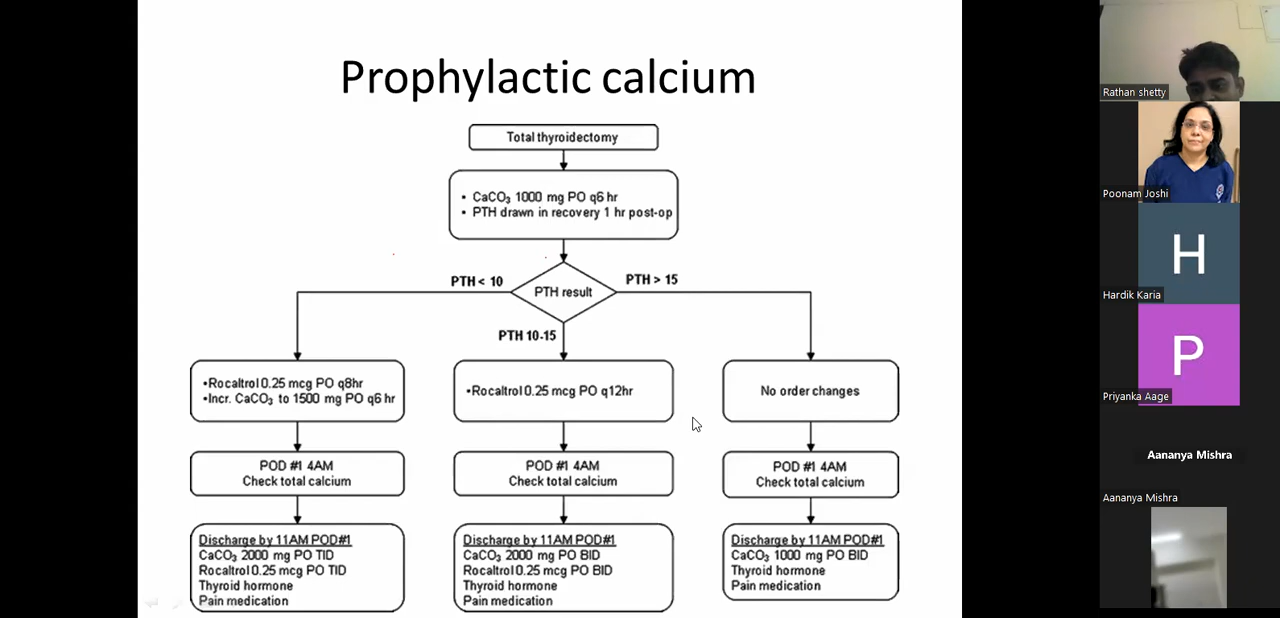 Prophylactic calcium
Total thyroidectomy
• CaCO₃ 1000 mg PO q6 hr
• PTH drawn in recovery 1 hr post-op
PTH < 10
PTH result
PTH > 15
PTH 10-15
•Rocaltrol 0.25 mcg PO q8hr
•Incr. CaCO₃ to 1500 mg PO q6 hr
•Rocaltrol 0.25 mcg PO q12hr
No order changes
POD #1 4AM
Check total calcium
POD #1 4AM
Check total calcium
POD #1 4AM
Check total calcium
Discharge by 11AM POD#1
CaCO₃ 2000 mg PO TID
Rocaltrol 0.25 mcg PO TID
Thyroid hormone
Pain medication
Discharge by 11AM POD#1
CaCO₃ 2000 mg PO BID
Rocaltrol 0.25 mcg PO BID
Thyroid hormone
Pain medication
Discharge by 11AM POD#1
CaCO₃ 1000 mg PO BID
Thyroid hormone
Pain medication
Rathan shetty
Poonam Joshi
H
Hardik Karia
P
Priyanka Aage
Aananya Mishra
Aananya Mishra